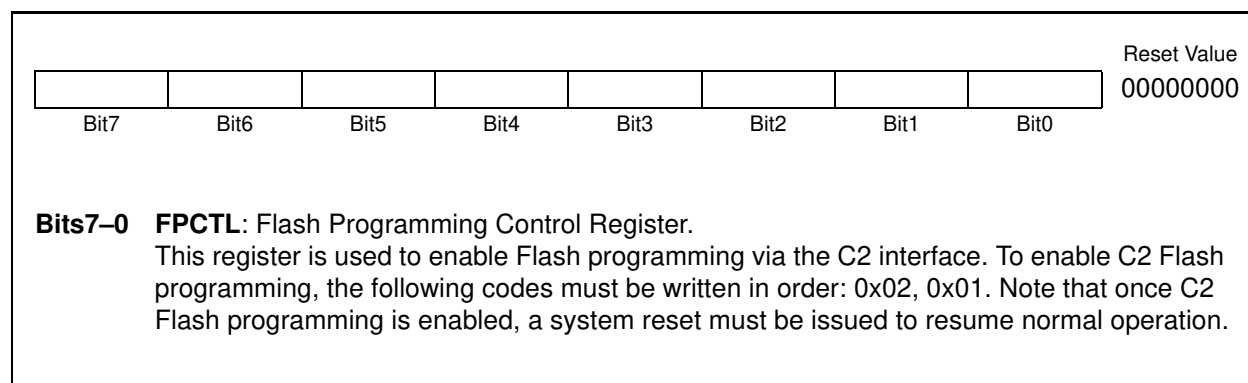 Reset Value
00000000
Bit7 Bit6 Bit5 Bit4 Bit3 Bit2 Bit1 Bit0
Bits7–0 FPCTL: Flash Programming Control Register.
This register is used to enable Flash programming via the C2 interface. To enable C2 Flash
programming, the following codes must be written in order: 0x02, 0x01. Note that once C2
Flash programming is enabled, a system reset must be issued to resume normal operation.